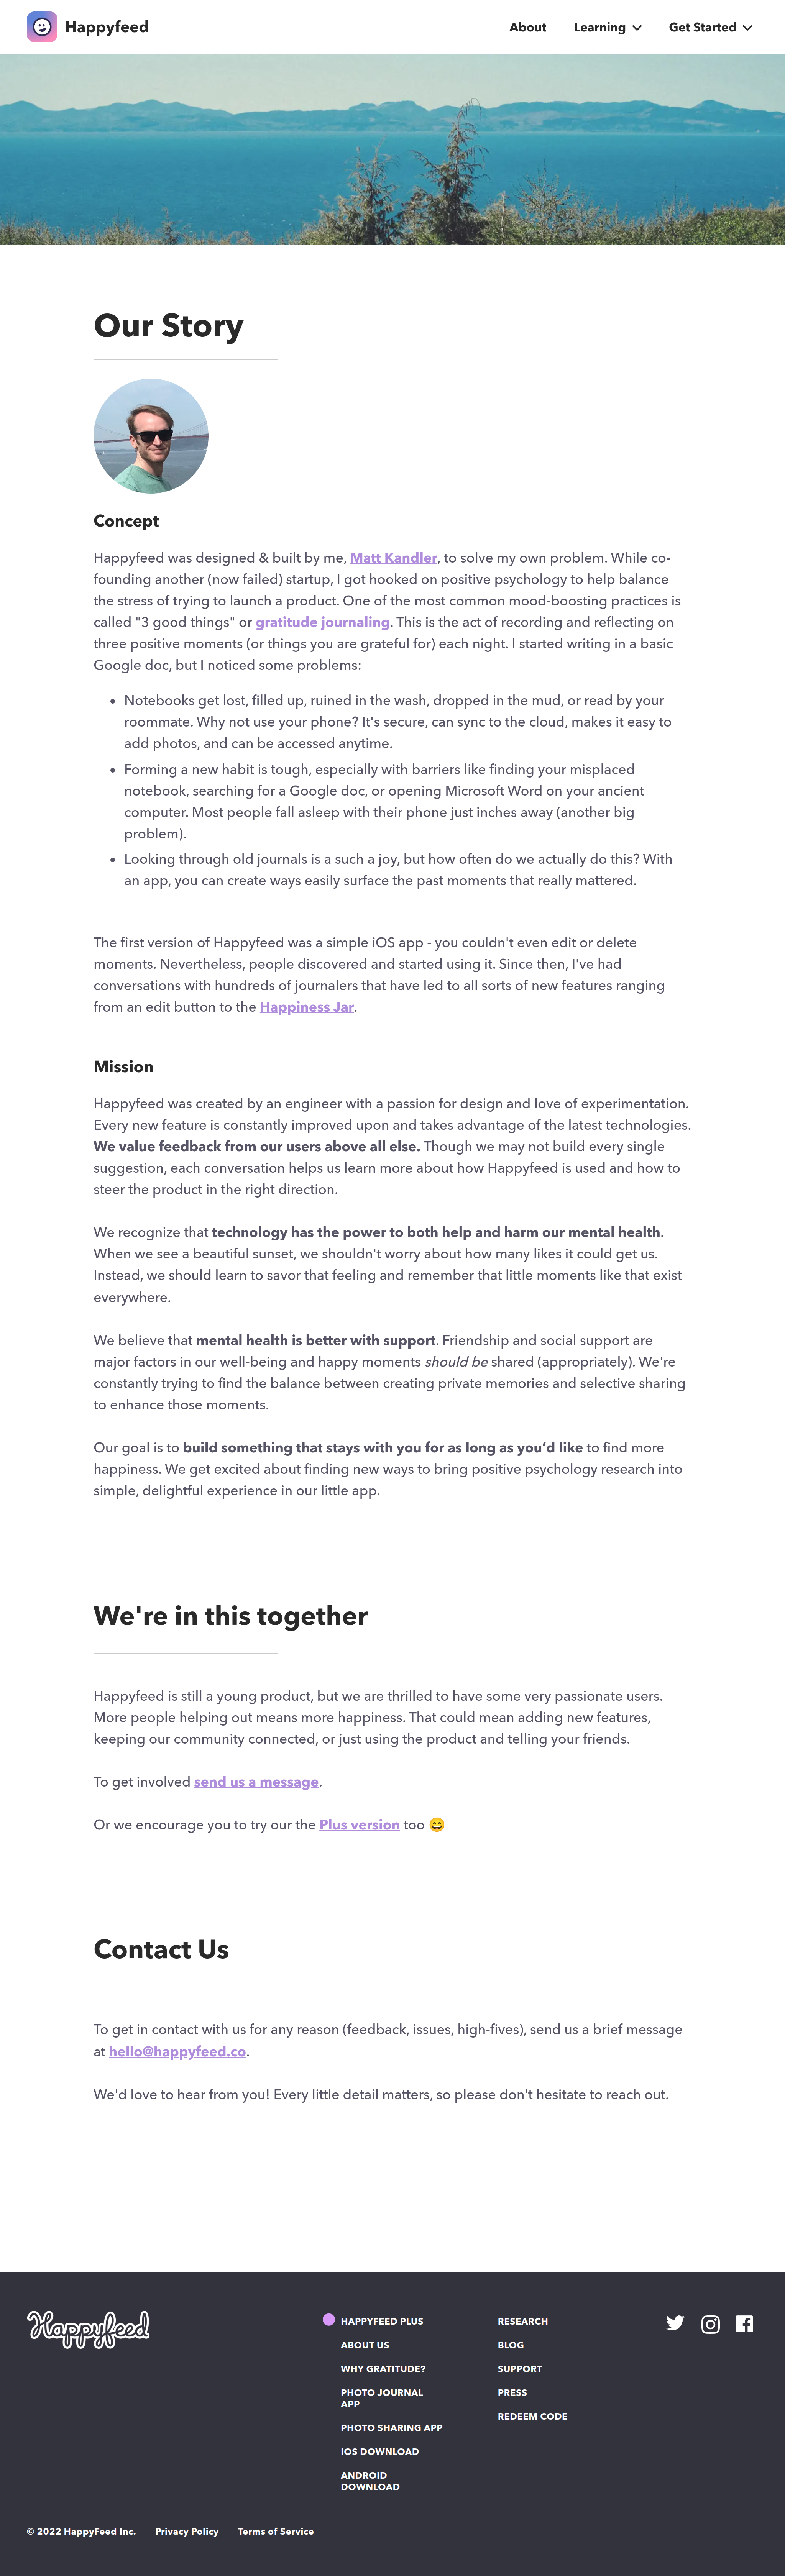 Happyfeed
About
Learning
Get Started
Our Story
Concept
Happyfeed was designed & built by me, Matt Kandler, to solve my own problem. While co-
founding another (now failed) startup, I got hooked on positive psychology to help balance
the stress of trying to launch a product. One of the most common mood-boosting practices is
called "3 good things" or gratitude journaling. This is the act of recording and reflecting on
three positive moments (or things you are grateful for) each night. I started writing in a basic
Google doc, but I noticed some problems:
• Notebooks get lost, filled up, ruined in the wash, dropped in the mud, or read by your
roommate. Why not use your phone? It's secure, can sync to the cloud, makes it easy to
add photos, and can be accessed anytime.
• Forming a new habit is tough, especially with barriers like finding your misplaced
notebook, searching for a Google doc, or opening Microsoft Word on your ancient
computer. Most people fall asleep with their phone just inches away (another big
problem).
• Looking through old journals is a such a joy, but how often do we actually do this? With
an app, you can create ways easily surface the past moments that really mattered.
The first version of Happyfeed was a simple iOS app - you couldn't even edit or delete
moments. Nevertheless, people discovered and started using it. Since then, I've had
conversations with hundreds of journalers that have led to all sorts of new features ranging
from an edit button to the Happiness Jar.
Mission
Happyfeed was created by an engineer with a passion for design and love of experimentation.
Every new feature is constantly improved upon and takes advantage of the latest technologies.
We value feedback from our users above all else. Though we may not build every single
suggestion, each conversation helps us learn more about how Happyfeed is used and how to
steer the product in the right direction.
We recognize that technology has the power to both help and harm our mental health.
When we see a beautiful sunset, we shouldn't worry about how many likes it could get us.
Instead, we should learn to savor that feeling and remember that little moments like that exist
everywhere.
We believe that mental health is better with support. Friendship and social support are
major factors in our well-being and happy moments should be shared (appropriately). We're
constantly trying to find the balance between creating private memories and selective sharing
to enhance those moments.
Our goal is to build something that stays with you for as long as you’d like to find more
happiness. We get excited about finding new ways to bring positive psychology research into
simple, delightful experience in our little app.
We're in this together
Happyfeed is still a young product, but we are thrilled to have some very passionate users.
More people helping out means more happiness. That could mean adding new features,
keeping our community connected, or just using the product and telling your friends.
To get involved send us a message.
Or we encourage you to try our the Plus version too 😄
Contact Us
To get in contact with us for any reason (feedback, issues, high-fives), send us a brief message
at hello@happyfeed.co.
We'd love to hear from you! Every little detail matters, so please don't hesitate to reach out.
Happyfeed
HAPPYFEED PLUS
ABOUT US
WHY GRATITUDE?
PHOTO JOURNAL
APP
PHOTO SHARING APP
IOS DOWNLOAD
ANDROID
DOWNLOAD
RESEARCH
BLOG
SUPPORT
PRESS
REDEEM CODE
© 2022 HappyFeed Inc.
Privacy Policy
Terms of Service